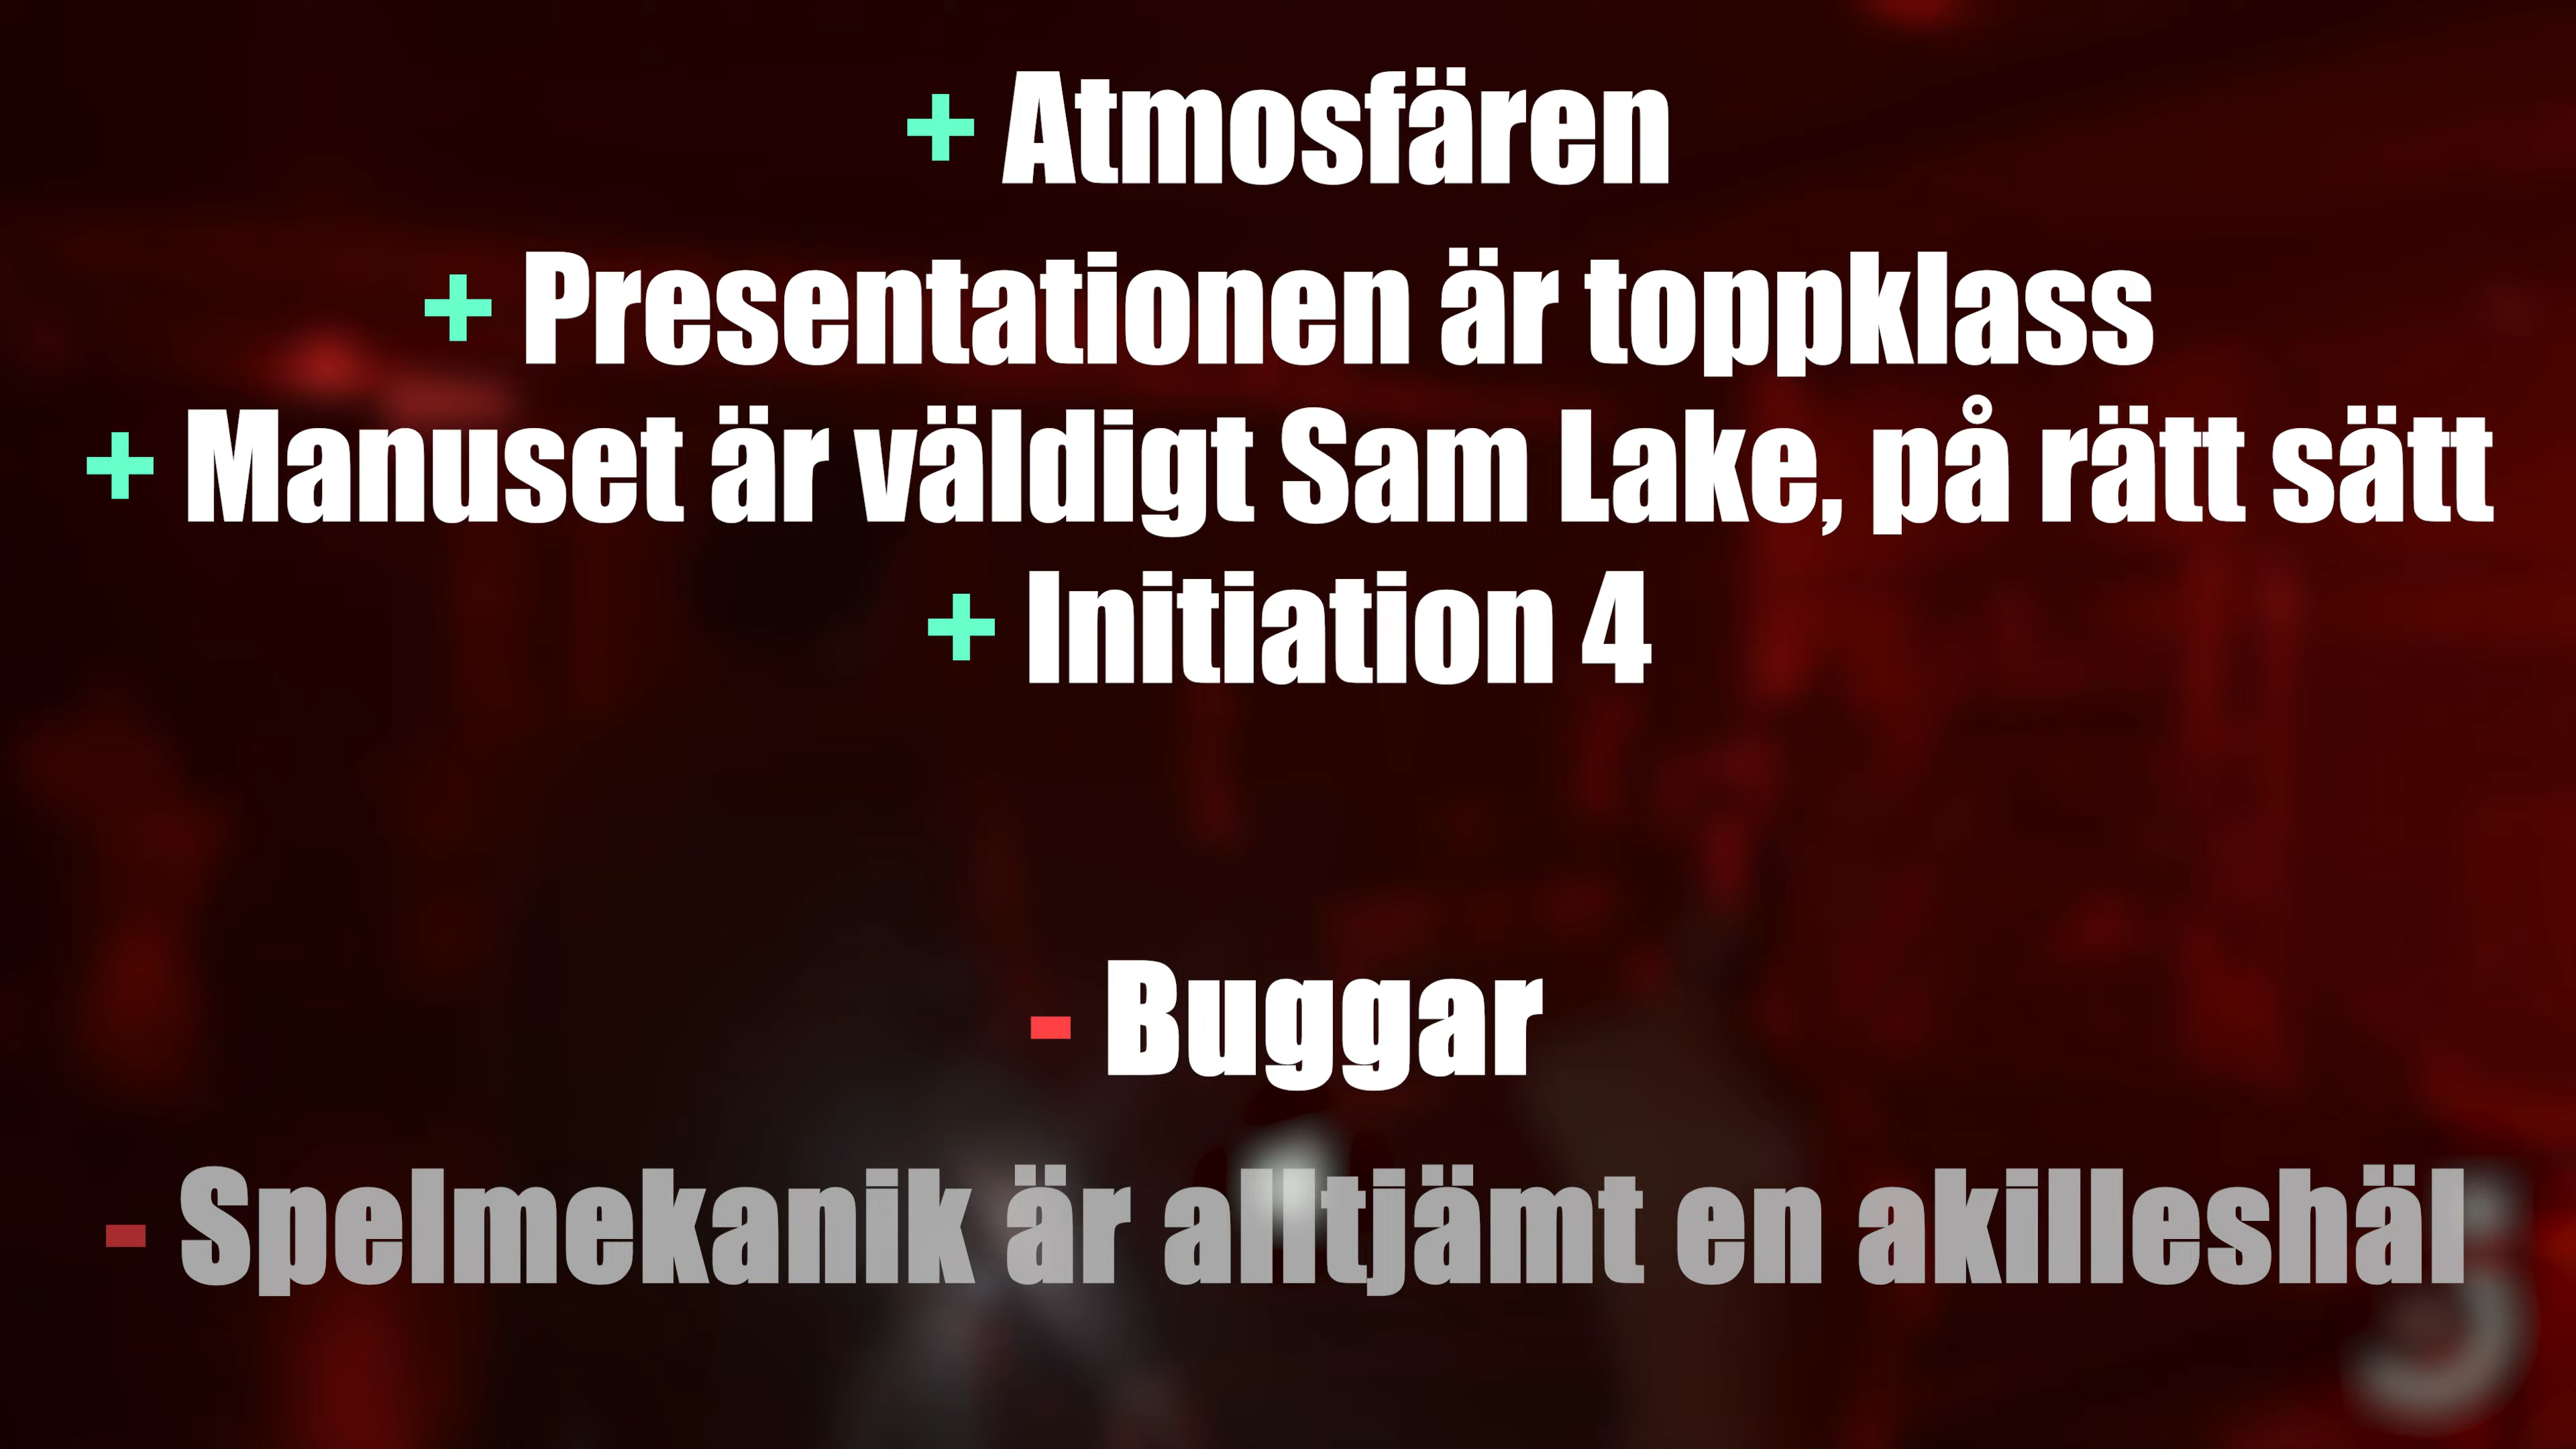 + Atmosfären
+ Presentationen är toppklass
+ Manuset är väldigt Sam Lake, på rätt sätt
+ Initiation 4
- Buggar
- Spelmekanik är alltjämt en akilleshäl